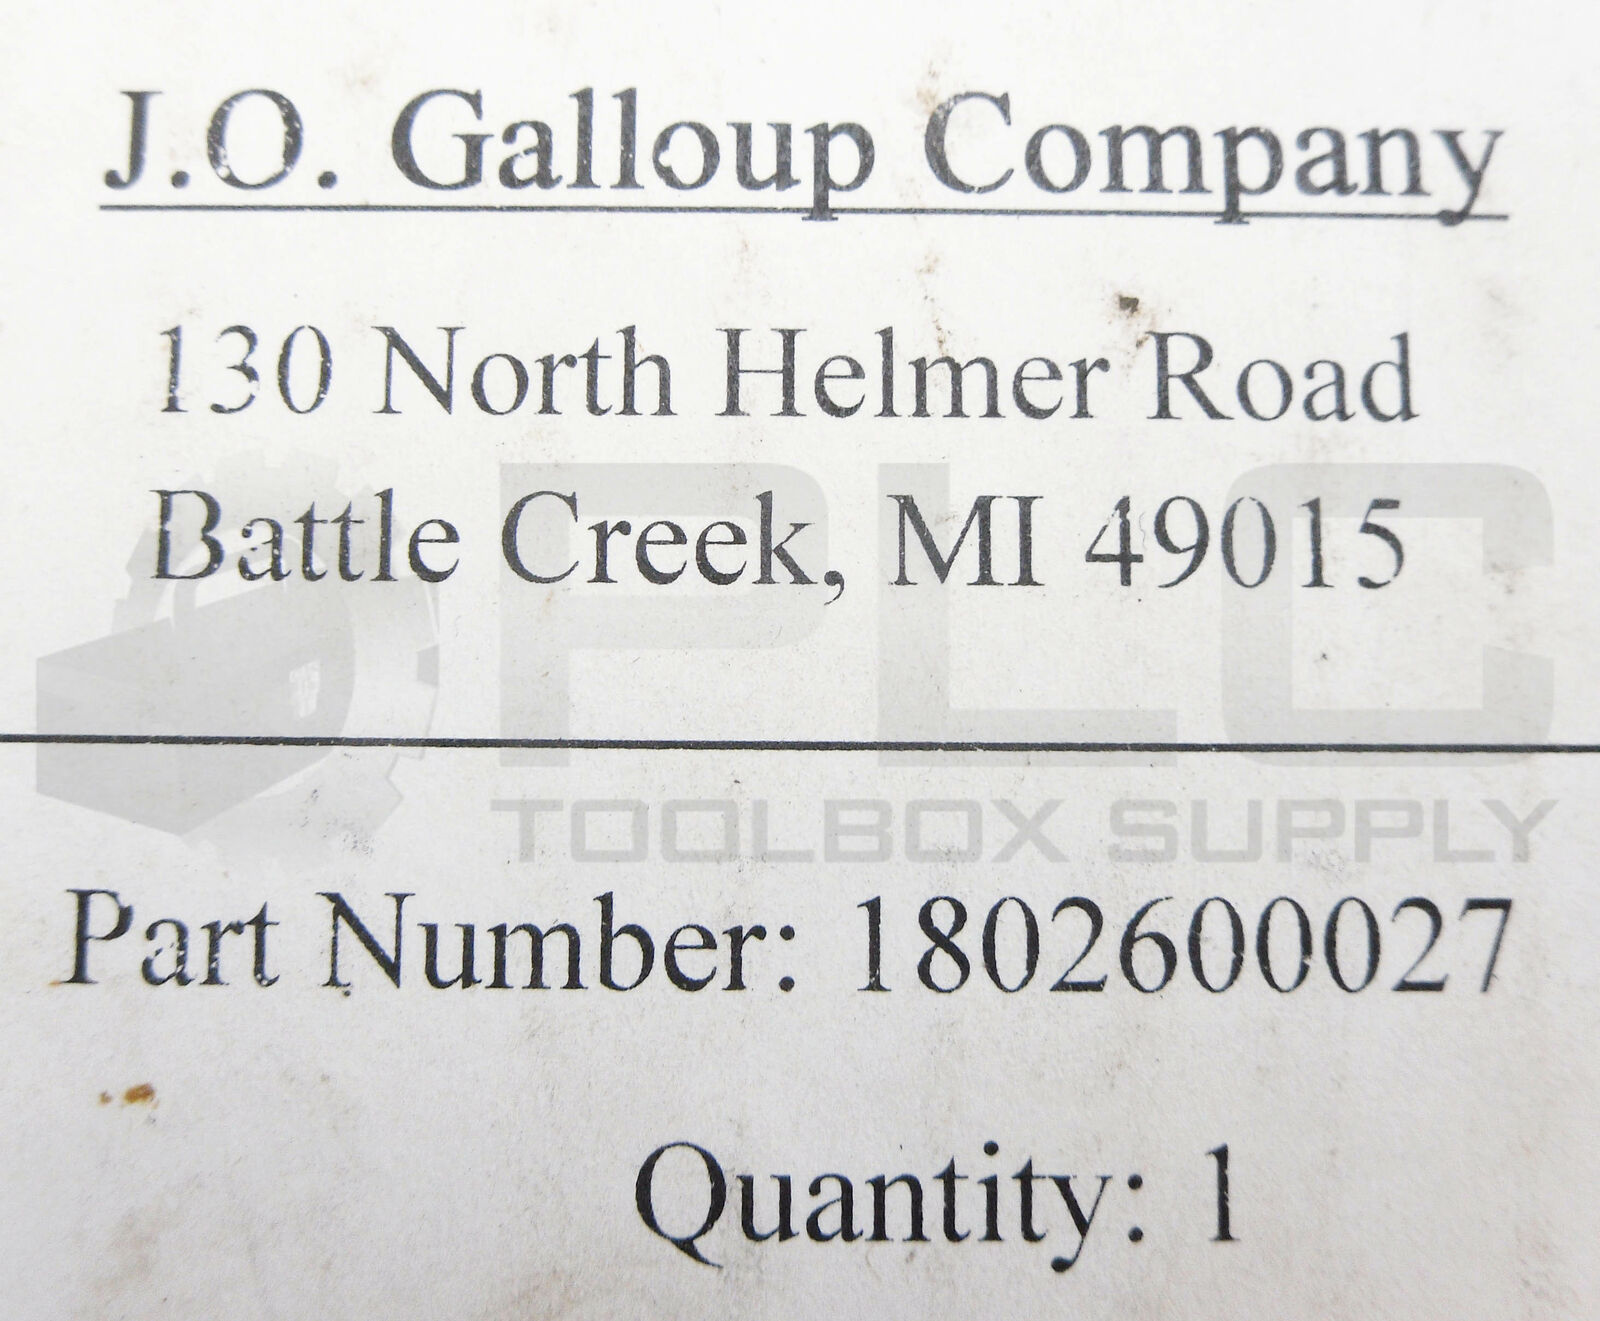 J.O. Galloup Company
130 North Helmer Road
Battle Creek, MI 49015
PLC
TOOLBOX SUPPLY
Part Number: 1802600027
Quantity: 1